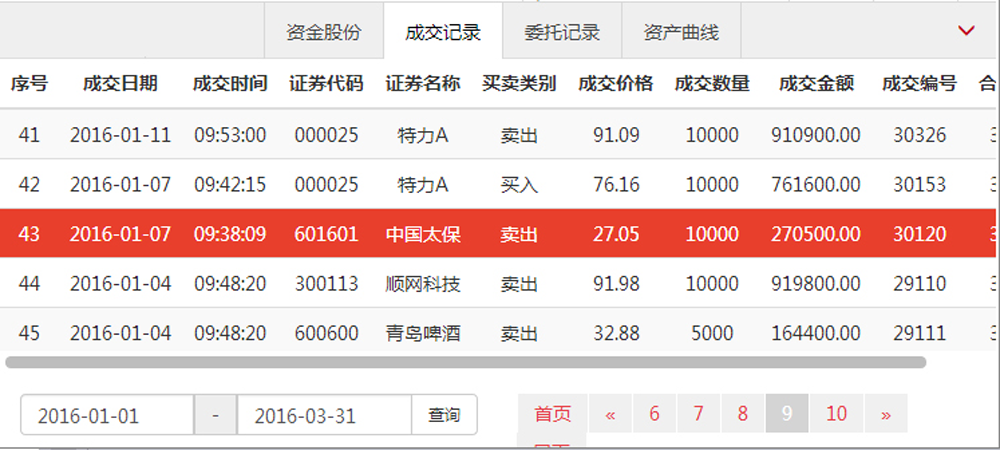 资金股份 成交记录 委托记录 资产曲线
序号 成交日期 成交时间 证券代码 证券名称 买卖类别 成交价格 成交数量 成交金额 成交编号 合
41 2016-01-11 09:53:00 000025 特力A 卖出 91.09 10000 910900.00 30326
42 2016-01-07 09:42:15 000025 特力A 买入 76.16 10000 761600.00 30153
43 2016-01-07 09:38:09 601601 中国太保 卖出 27.05 10000 270500.00 30120
44 2016-01-04 09:48:20 300113 顺网科技 卖出 91.98 10000 919800.00 29110
45 2016-01-04 09:48:20 600600 青岛啤酒 卖出 32.88 5000 164400.00 29111
2016-01-01 - 2016-03-31 查询 首页 « 6 7 8 9 10 »